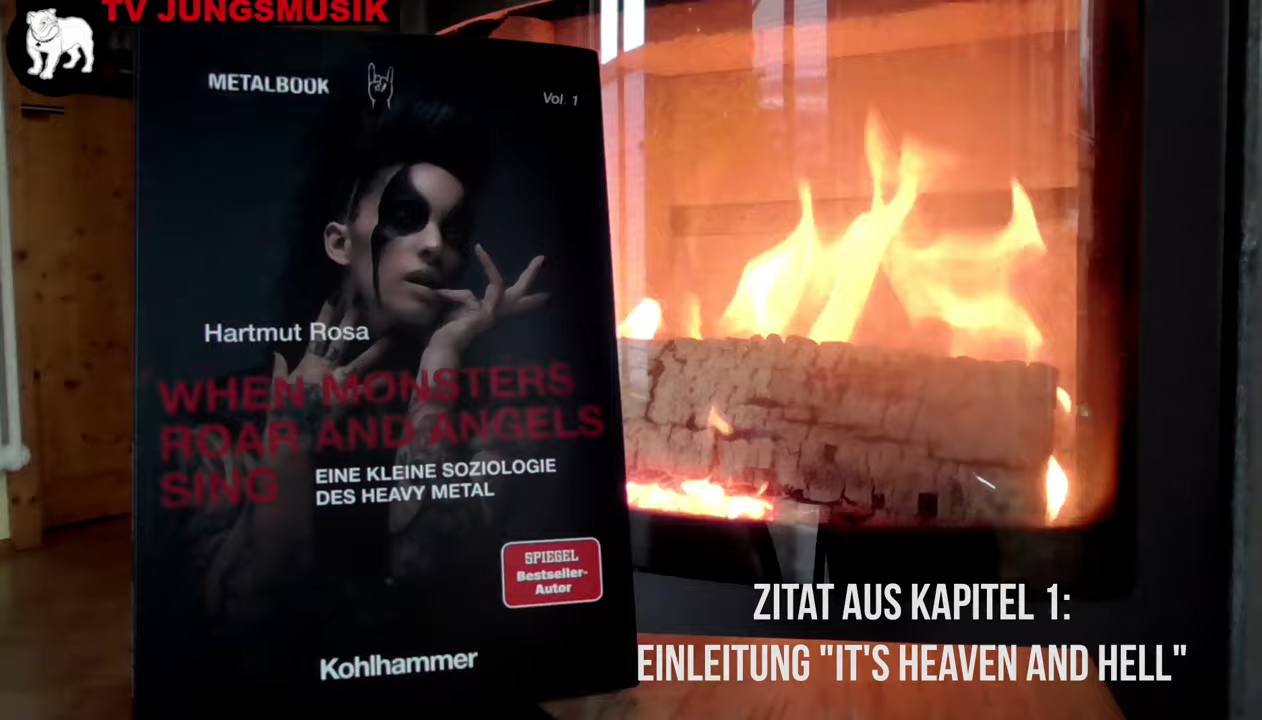 TV JUNGSMUSIK
METALBOOK
Vol. 1
Hartmut Rosa
WHEN MONSTERS
ROAR AND ANGELS
SING
EINE KLEINE SOZIOLOGIE
DES HEAVY METAL
SPIEGEL
Bestseller-
Autor
Kohlhammer
ZITAT AUS KAPITEL 1:
EINLEITUNG "IT'S HEAVEN AND HELL"